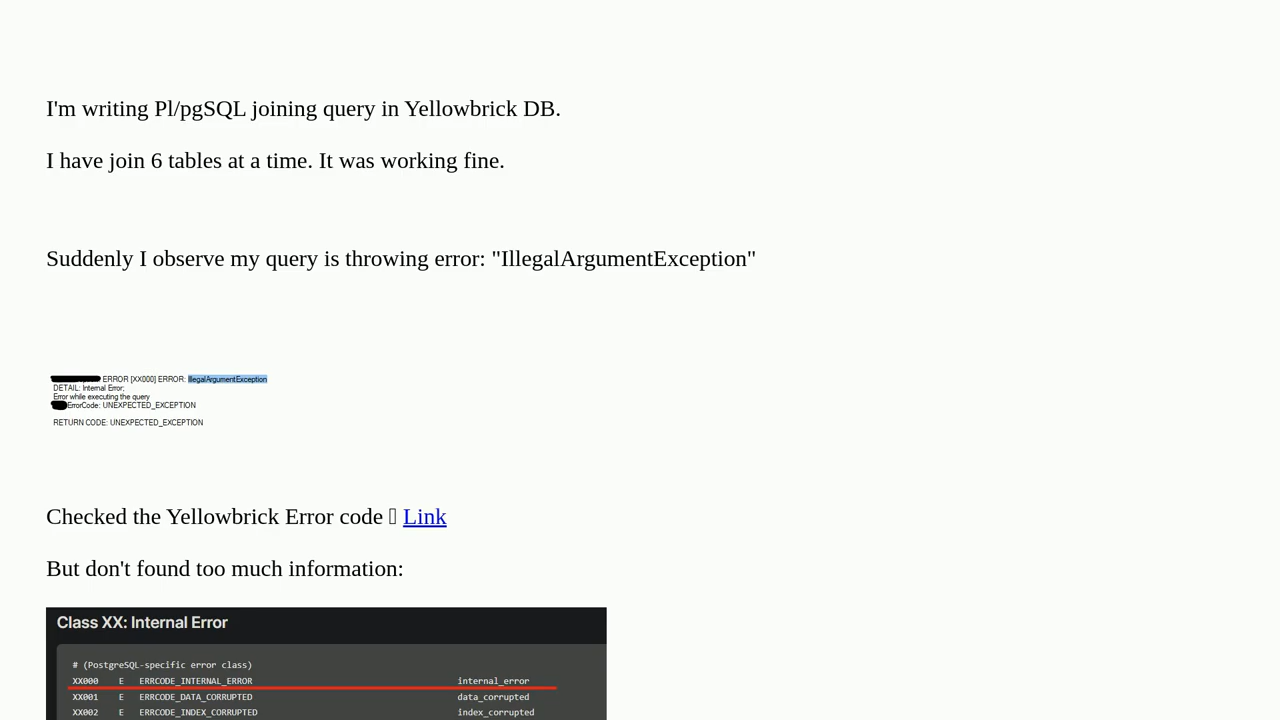 I'm writing Pl/pgSQL joining query in Yellowbrick DB.
I have join 6 tables at a time. It was working fine.
Suddenly I observe my query is throwing error: "IllegalArgumentException"
ERROR [XX000] ERROR: IllegalArgumentException
DETAIL: Internal Error;
Error while executing the query
ErrorCode: UNEXPECTED_EXCEPTION
RETURN CODE: UNEXPECTED_EXCEPTION
Checked the Yellowbrick Error code Link
But don't found too much information:
Class XX: Internal Error
# (PostgreSQL-specific error class)
XX000 E ERRCODE_INTERNAL_ERROR internal_error
XX001 E ERRCODE_DATA_CORRUPTED data_corrupted
XX002 E ERRCODE_INDEX_CORRUPTED index_corrupted